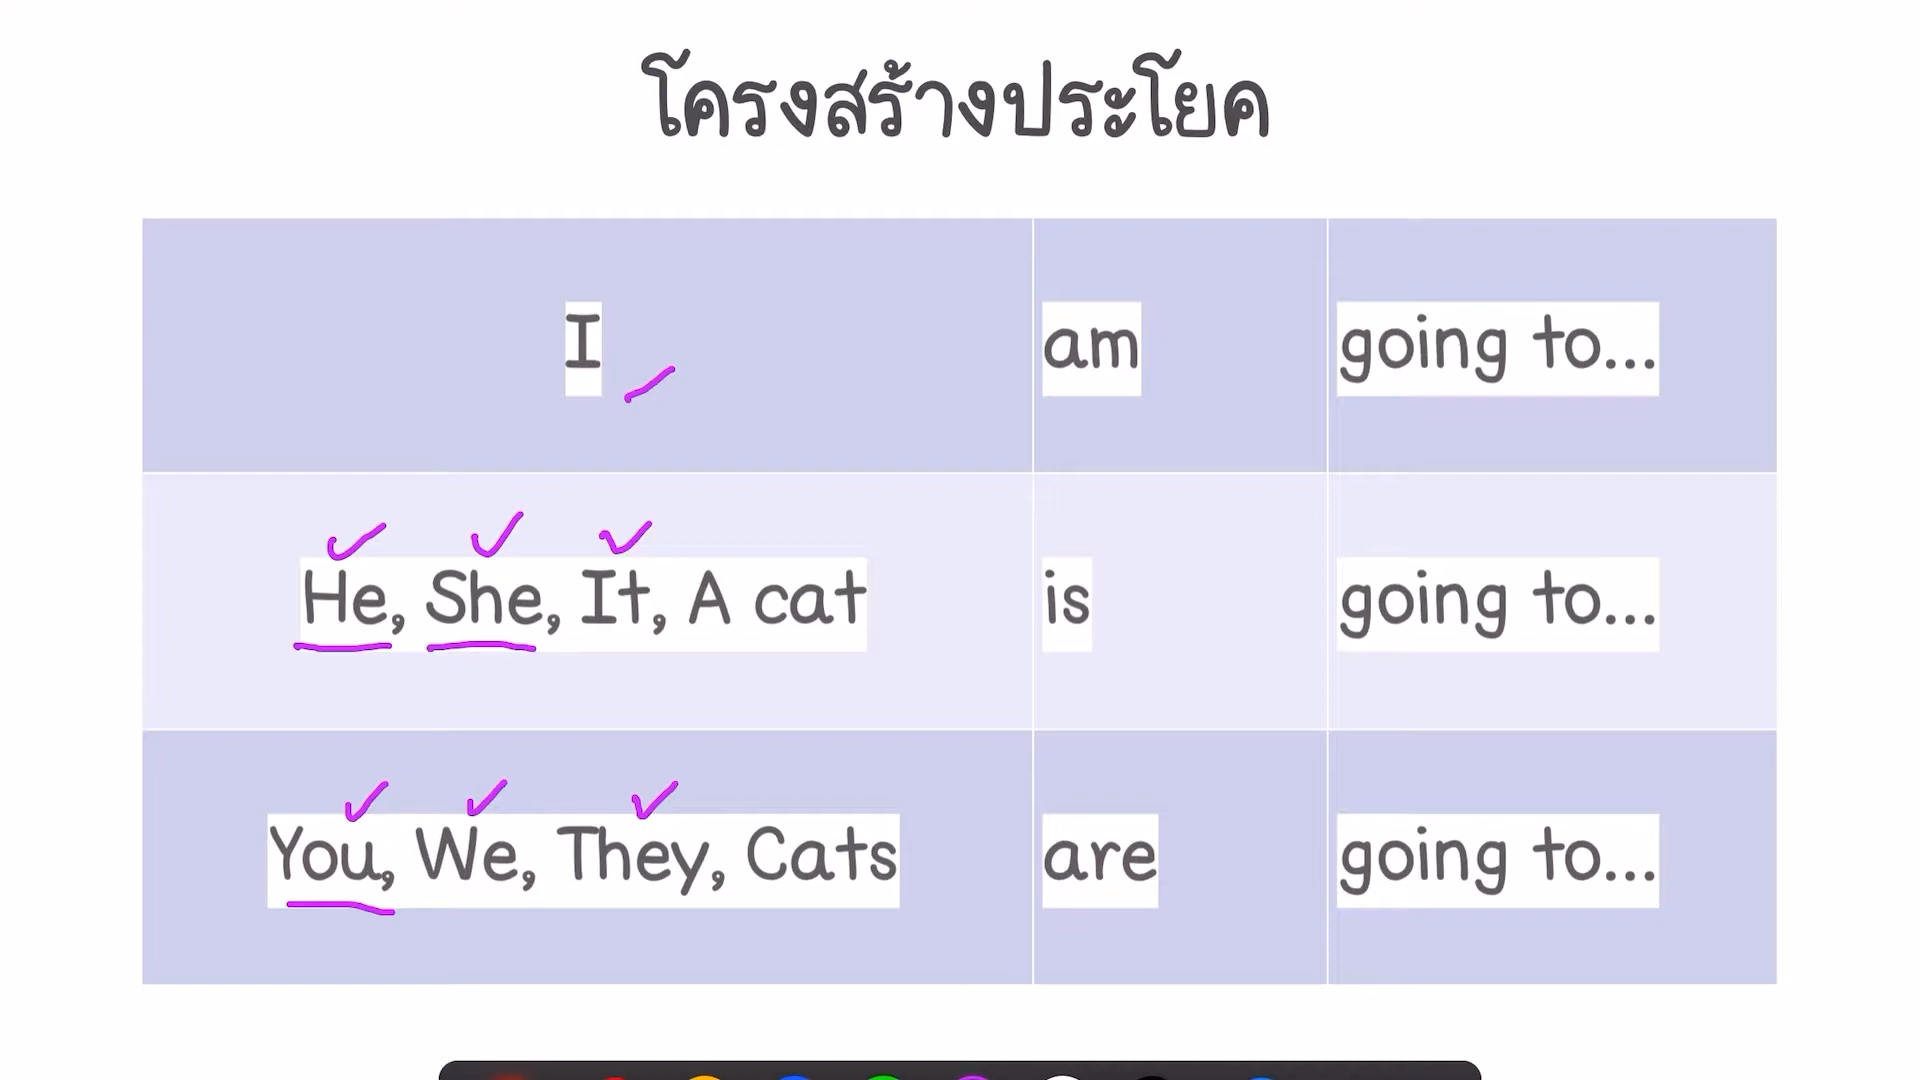 โครงสร้างประโยค
I am going to...
He, She, It, A cat is going to...
You, We, They, Cats are going to...